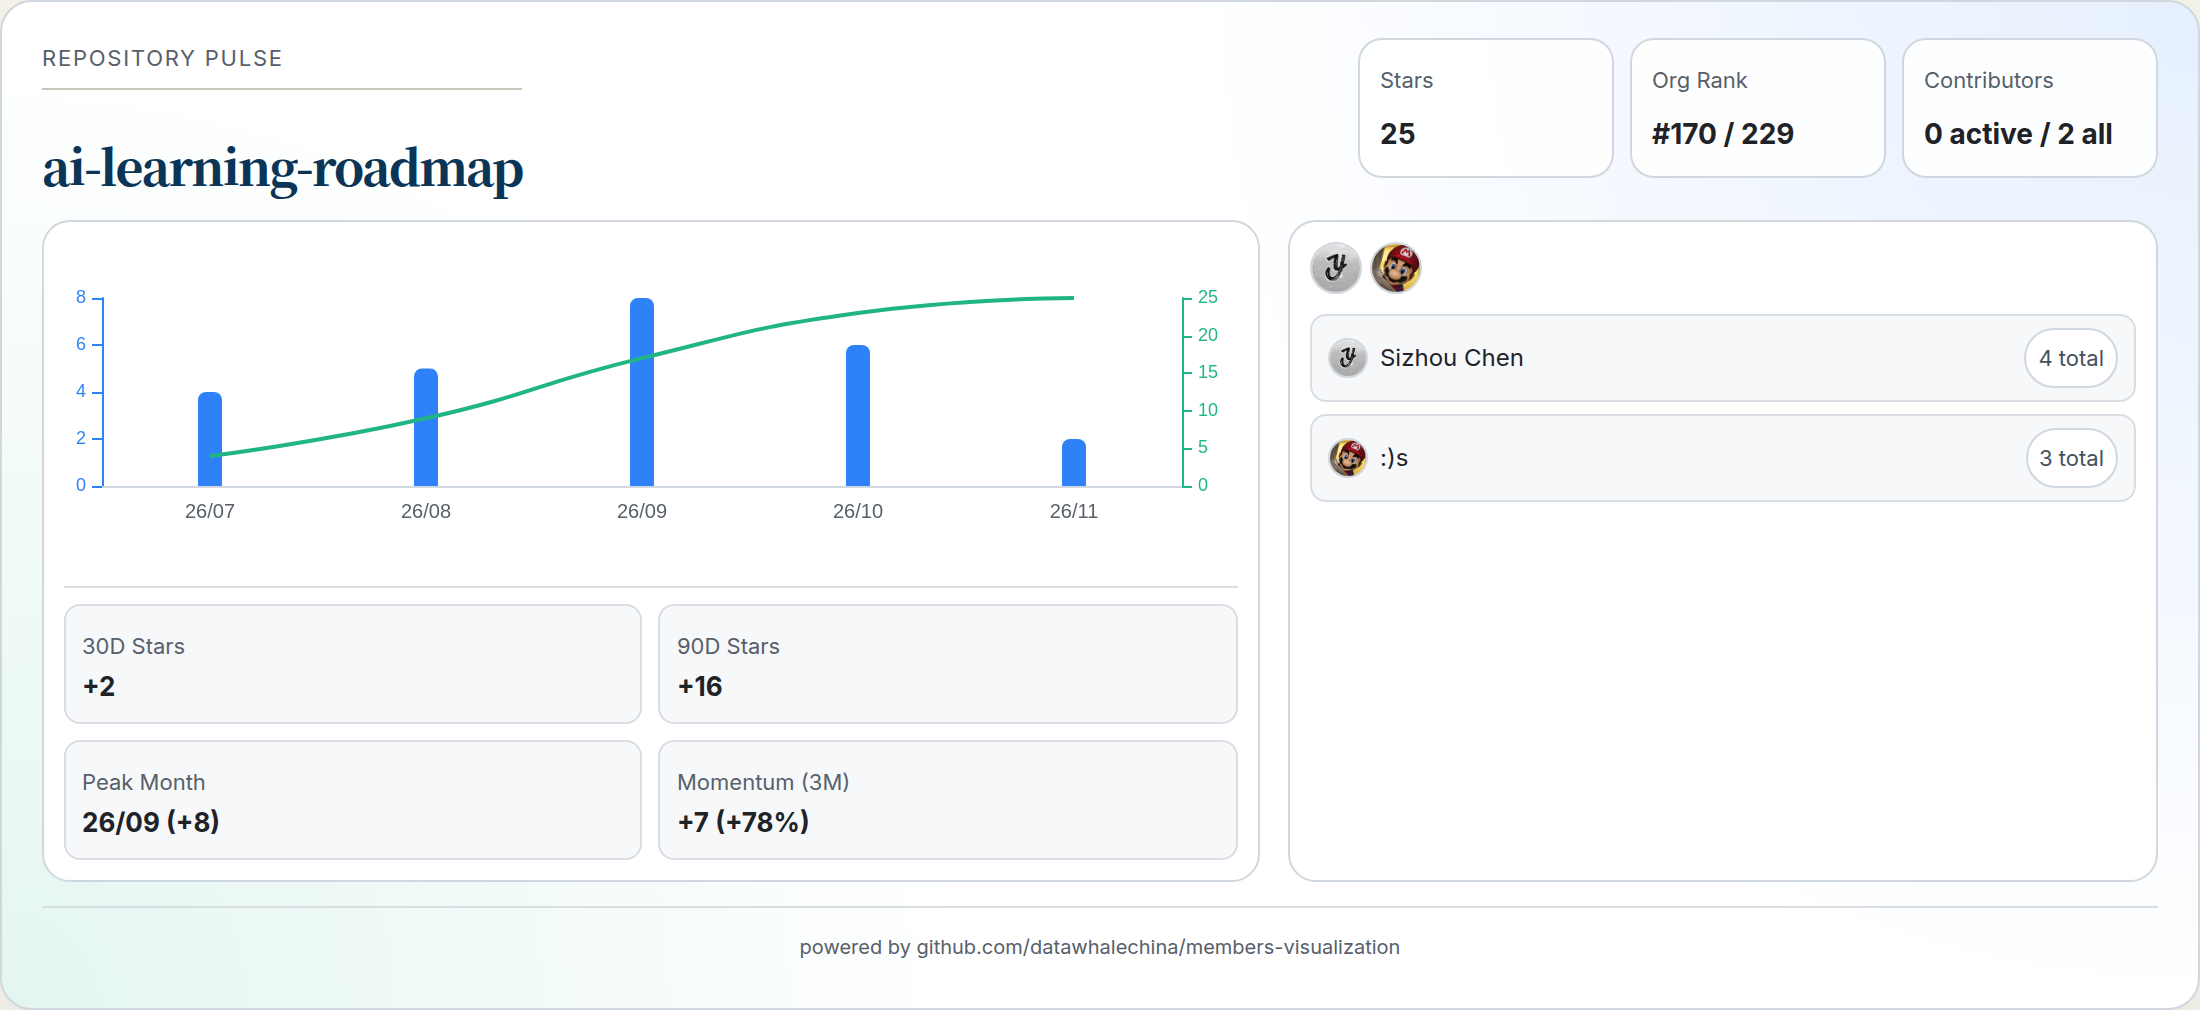 REPOSITORY PULSE
ai-learning-roadmap
Stars
25
Org Rank
#170 / 229
Contributors
0 active / 2 all
8
6
4
2
0
25
20
15
10
5
0
26/07
26/08
26/09
26/10
26/11
30D Stars
+2
90D Stars
+16
Peak Month
26/09 (+8)
Momentum (3M)
+7 (+78%)
Sizhou Chen
4 total
:)s
3 total
powered by github.com/datawhalechina/members-visualization